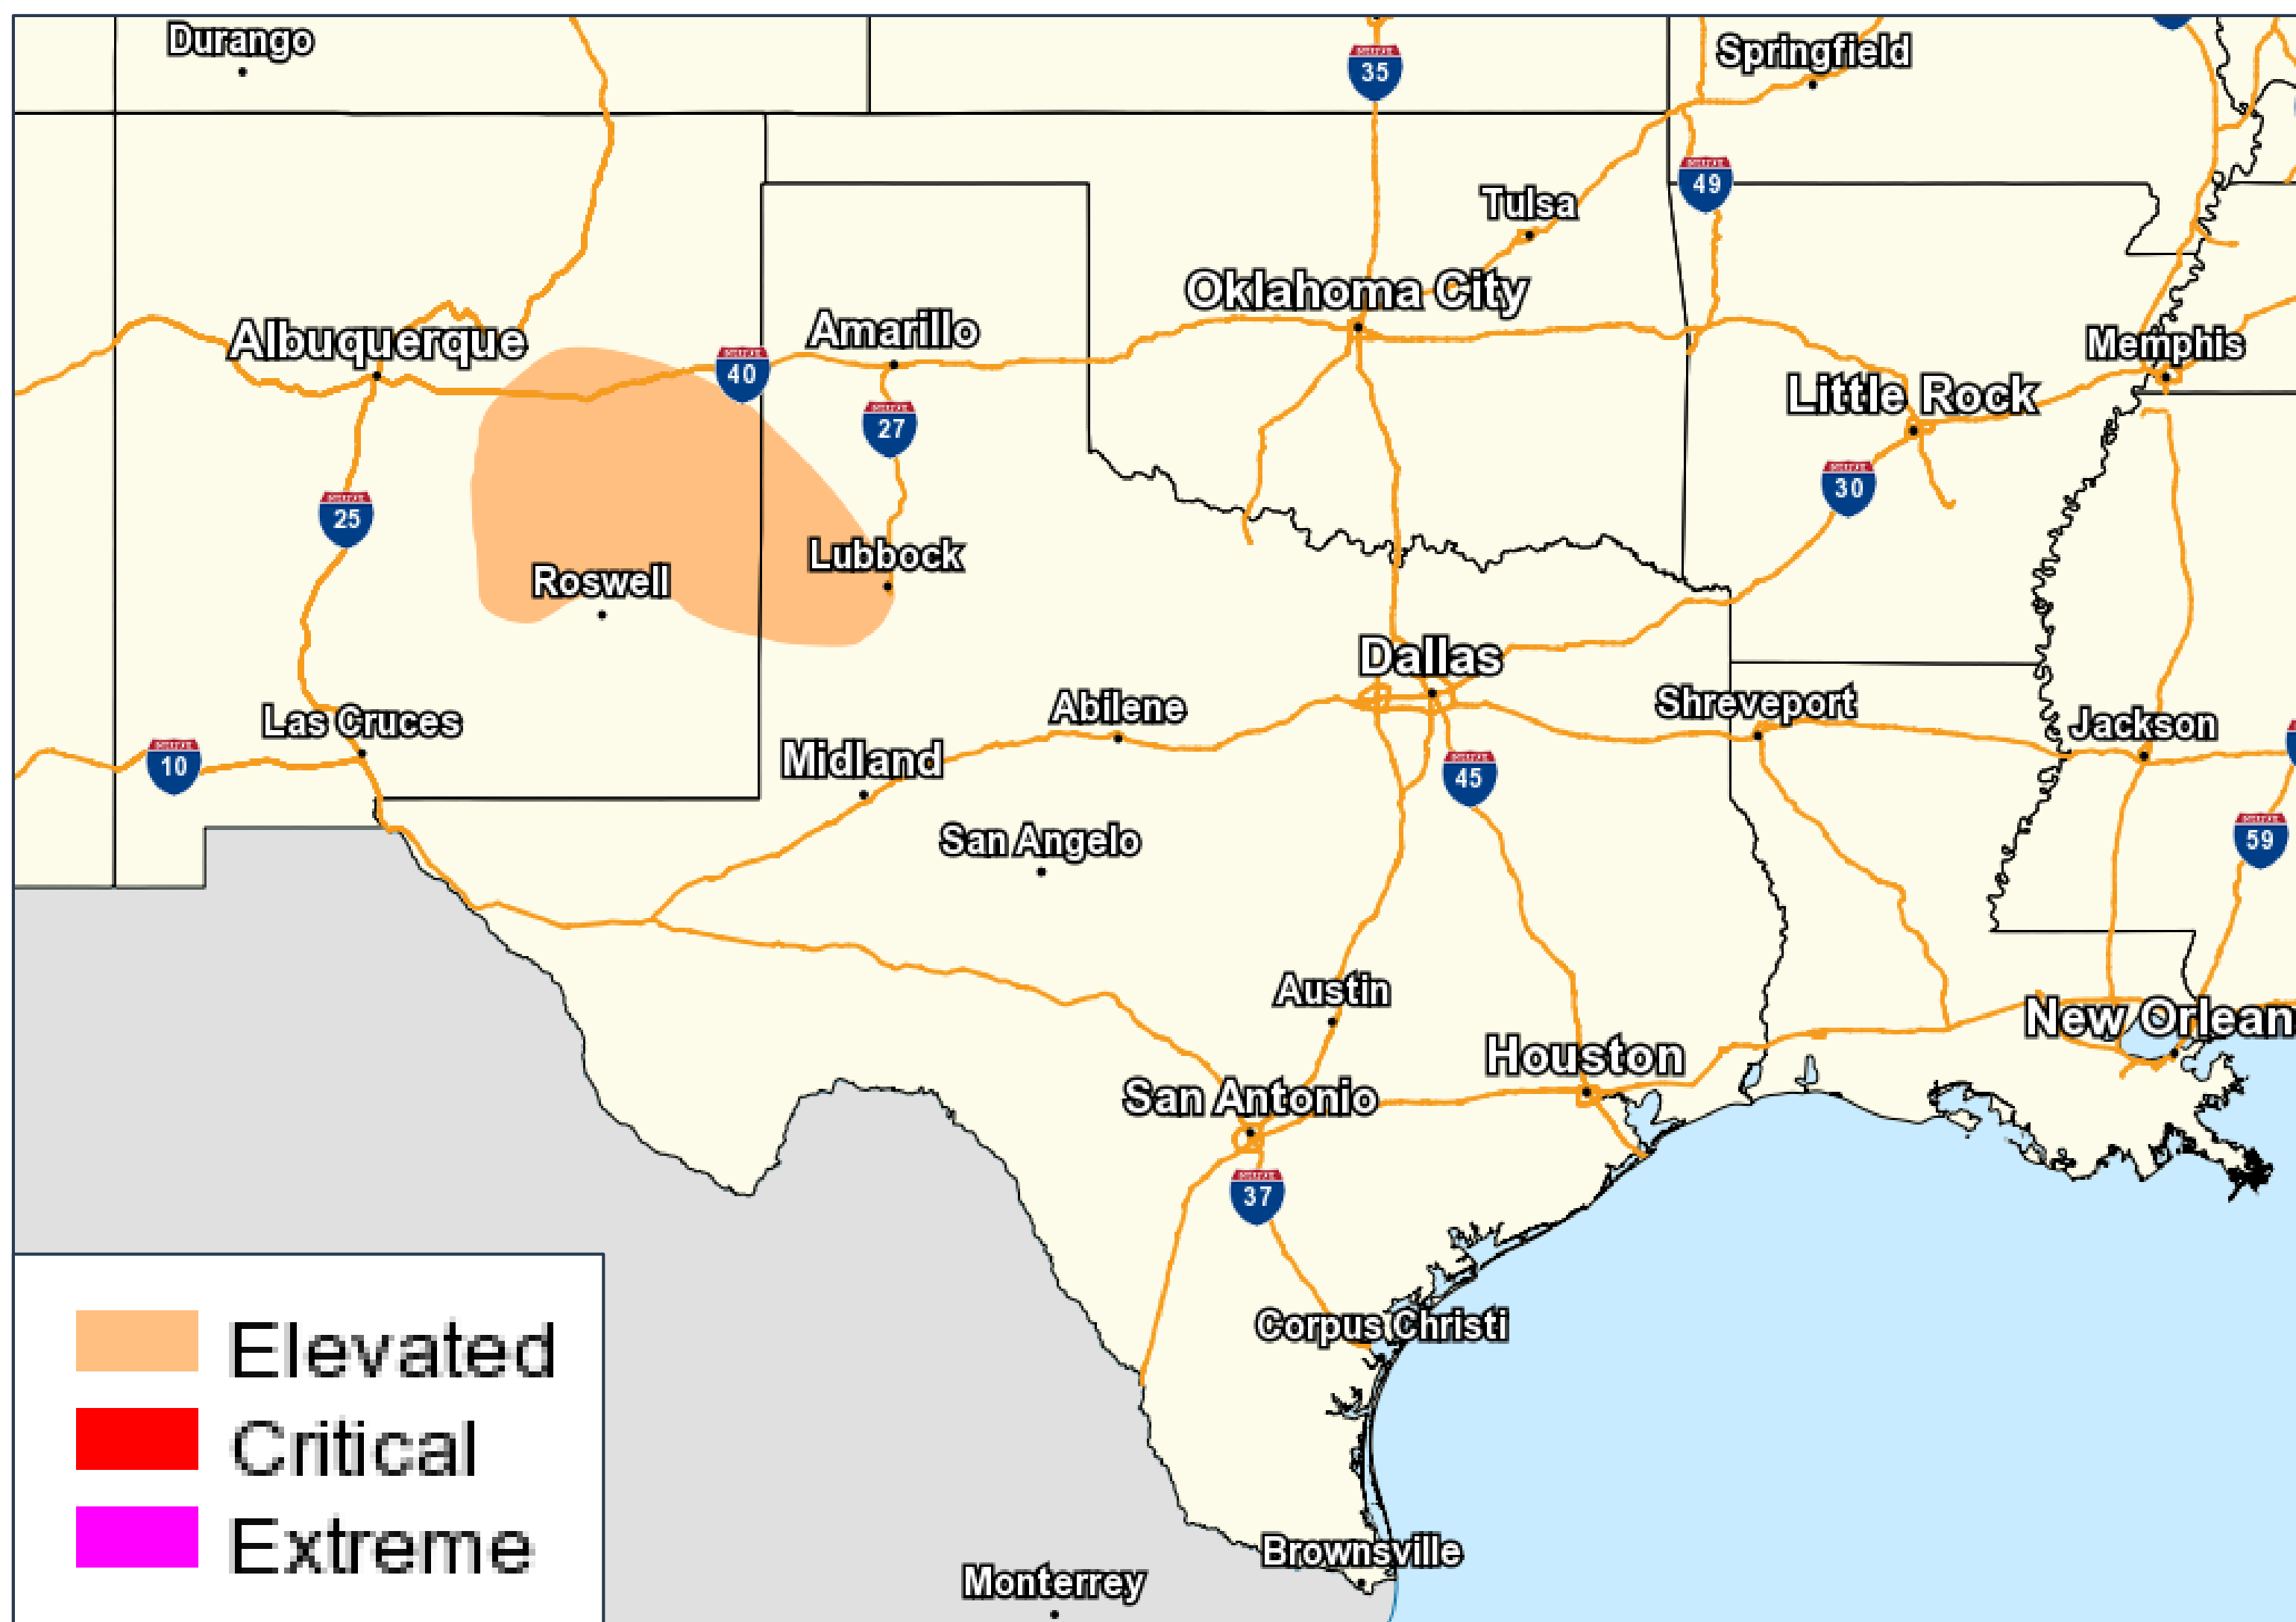 Durango
Springfield
35
49
Tulsa
Oklahoma City
Albuquerque
Amarillo
40
Memphis
Little Rock
27
30
25
Lubbock
Roswell
Dallas
Shreveport
Abilene
Las Cruces
Jackson
Midland
10
45
San Angelo
59
Austin
New Orlean
Houston
San Antonio
37
Corpus Christi
Elevated
Critical
Extreme
Brownsville
Monterrey